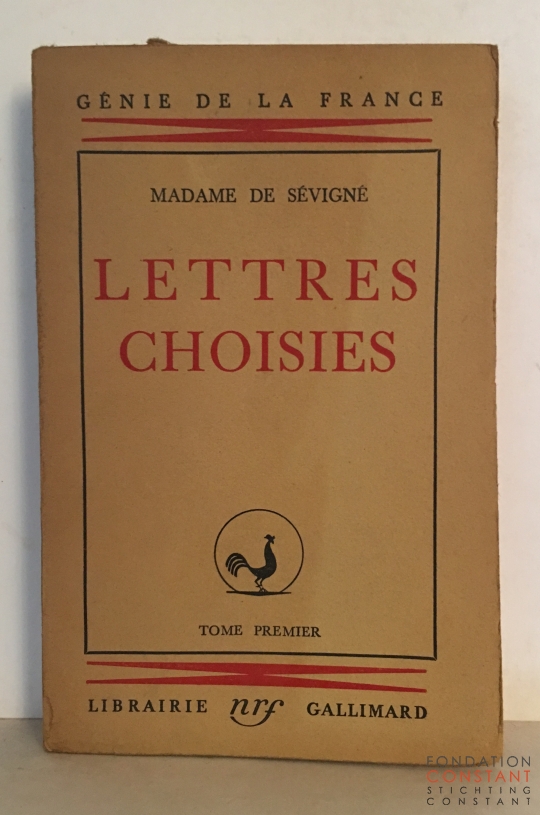 GÉNIE DE LA FRANCE
MADAME DE SÉVIGNÉ
LETTRES
CHOISIES
TOME PREMIER
LIBRAIRIE nrf GALLIMARD
FONDATION
CONSTANT
STICHTING
CONSTANT